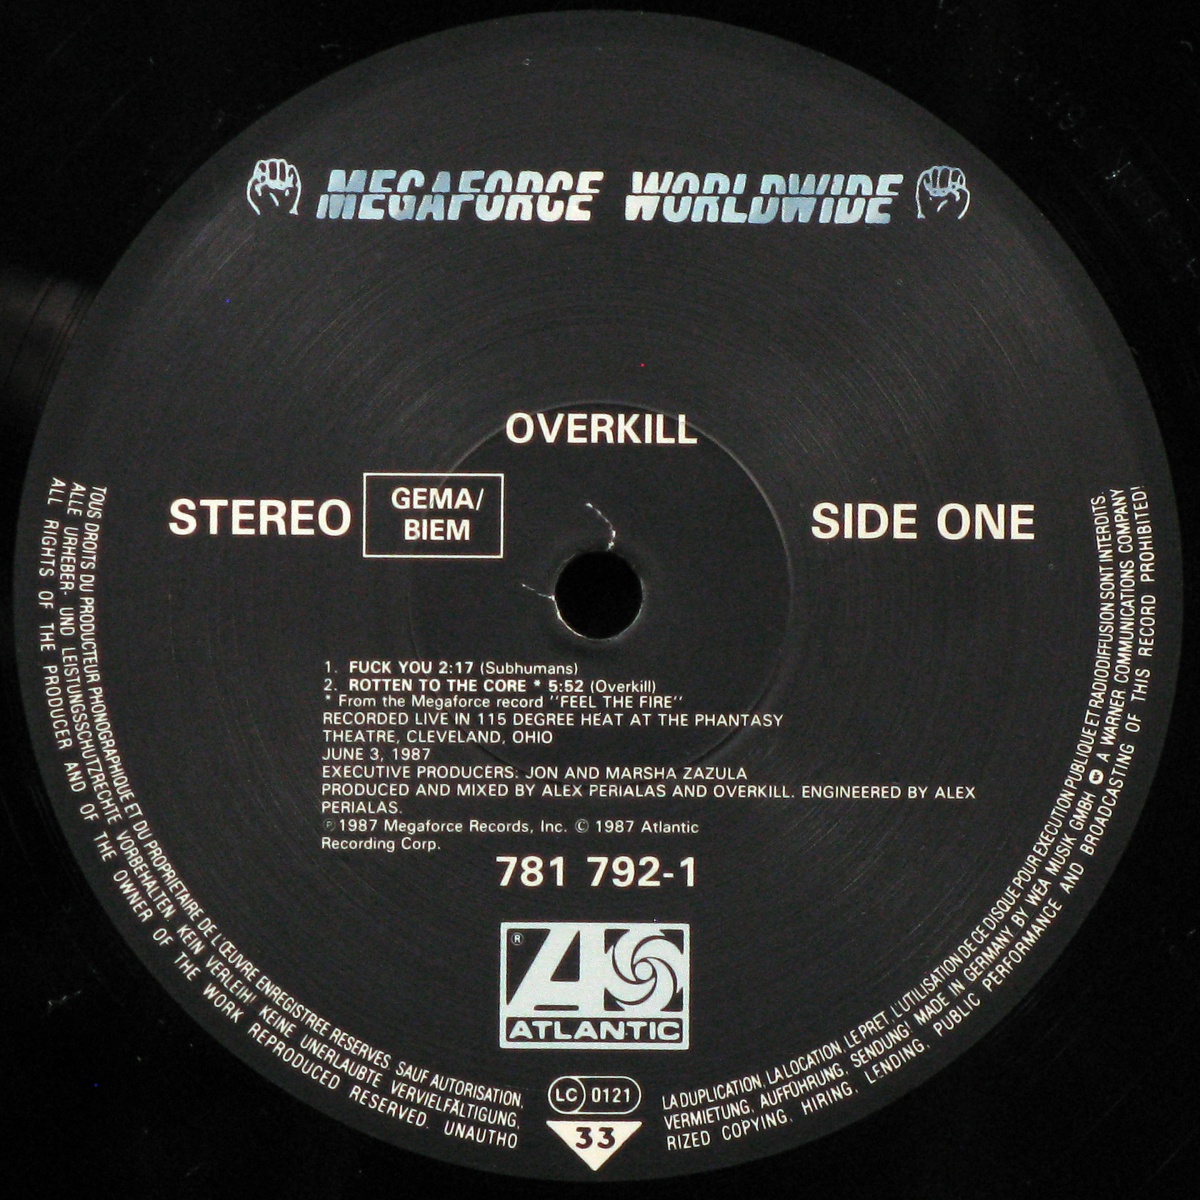 MEGAFORCE WORLDWIDE
OVERKILL
STEREO
GEMA/
BIEM
SIDE ONE
1. FUCK YOU 2:17 (Subhumans)
2. ROTTEN TO THE CORE * 5:52 (Overkill)
* From the Megaforce record ''FEEL THE FIRE''
RECORDED LIVE IN 115 DEGREE HEAT AT THE PHANTASY
THEATRE, CLEVELAND, OHIO
JUNE 3, 1987
EXECUTIVE PRODUCERS: JON AND MARSHA ZAZULA
PRODUCED AND MIXED BY ALEX PERIALAS AND OVERKILL. ENGINEERED BY ALEX
PERIALAS.
℗ 1987 Megaforce Records, Inc. © 1987 Atlantic
Recording Corp.
781 792-1
®
ATLANTIC
LC 0121
33
TOUS DROITS DU PRODUCTEUR PHONOGRAPHIQUE ET DU PROPRIETAIRE DE L'ŒUVRE ENREGISTREE RESERVES. SAUF AUTORISATION, LA DUPLICATION, LA LOCATION, LE PRET, L'UTILISATION DE CE DISQUE POUR EXECUTION PUBLIQUE ET RADIODIFFUSION SONT INTERDITS.
ALLE URHEBER- UND LEISTUNGSSCHUTZRECHTE VORBEHALTEN. KEIN VERLEIH! KEINE UNERLAUBTE VERVIELFÄLTIGUNG, VERMIETUNG, AUFFÜHRUNG, SENDUNG! MADE IN GERMANY BY WEA MUSIK GMBH A WARNER COMMUNICATIONS COMPANY
ALL RIGHTS OF THE PRODUCER AND OF THE OWNER OF THE WORK REPRODUCED RESERVED. UNAUTHORIZED COPYING, HIRING, LENDING, PUBLIC PERFORMANCE AND BROADCASTING OF THIS RECORD PROHIBITED!